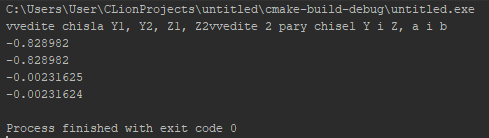 C:\Users\User\CLionProjects\untitled\cmake-build-debug\untitled.exe
vvedite chisla Y1, Y2, Z1, Z2vvedite 2 pary chisel Y i Z, a i b
-0.828982
-0.828982
-0.00231625
-0.00231624
Process finished with exit code 0